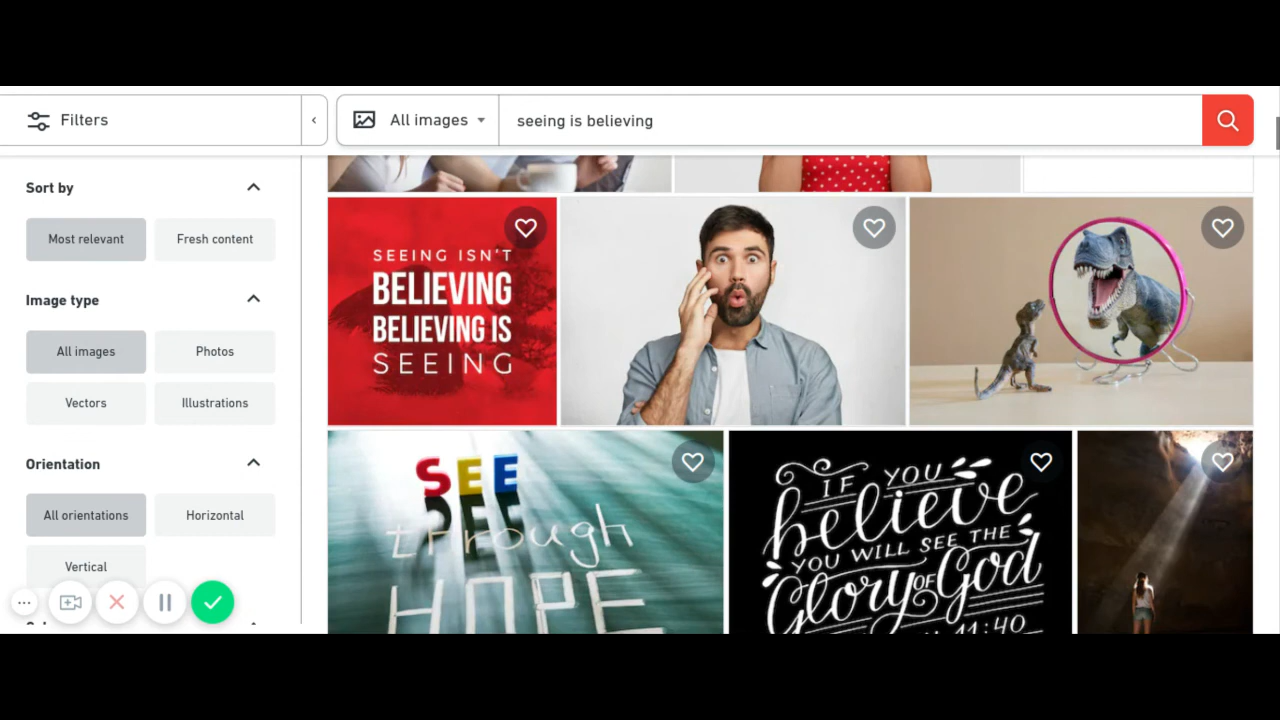 Filters
All images
seeing is believing
Sort by
Most relevant
Fresh content
Image type
All images
Photos
Vectors
Illustrations
Orientation
All orientations
Horizontal
Vertical
SEEING ISN'T
BELIEVING
BELIEVING IS
SEEING
SEE
through
HOPE
IF YOU
believe
YOU WILL SEE THE
Glory OF God
11:40